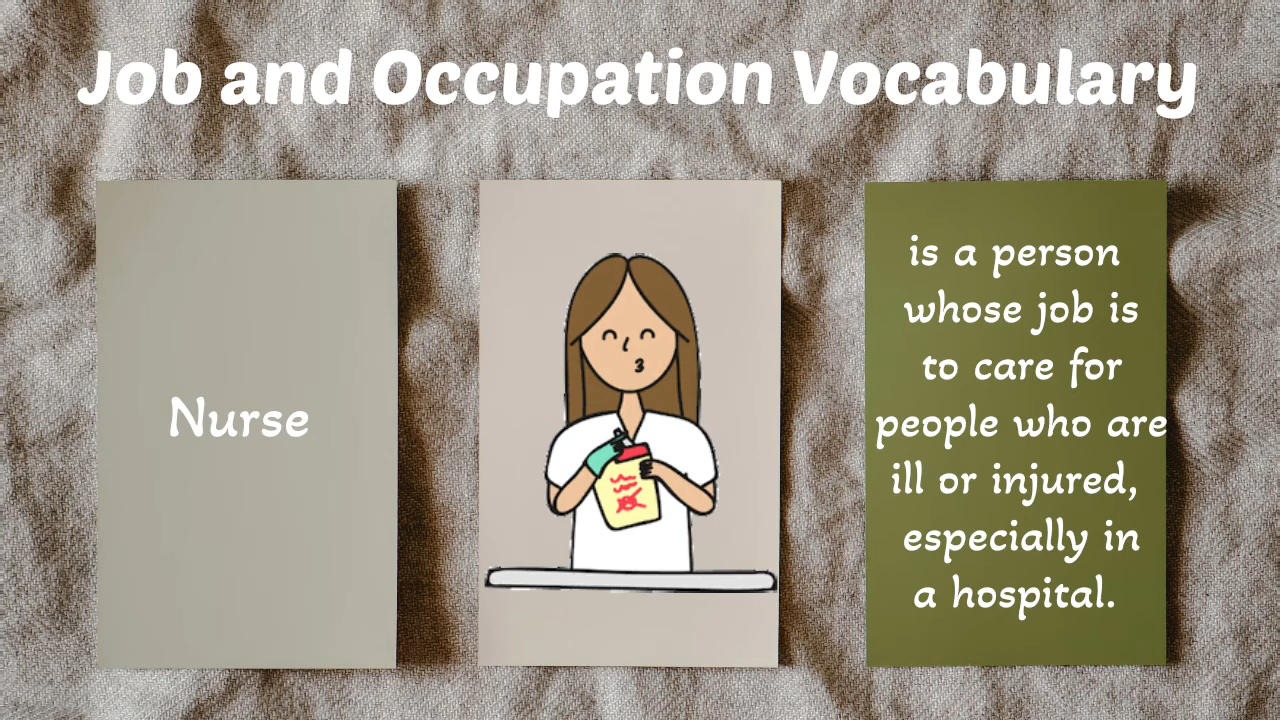 Job and Occupation Vocabulary
Nurse
is a person
whose job is
to care for
people who are
ill or injured,
especially in
a hospital.